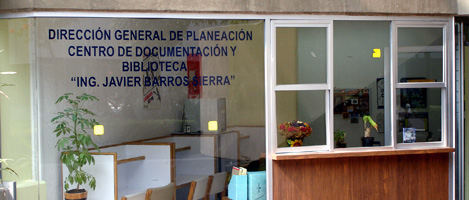 DIRECCIÓN GENERAL DE PLANEACIÓN
CENTRO DE DOCUMENTACIÓN Y
BIBLIOTECA
“ING. JAVIER BARROS SIERRA”